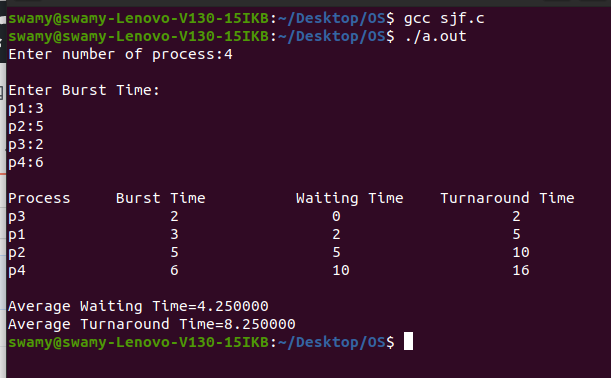 swamy@swamy-Lenovo-V130-15IKB:~/Desktop/OS$ gcc sjf.c
swamy@swamy-Lenovo-V130-15IKB:~/Desktop/OS$ ./a.out
Enter number of process:4

Enter Burst Time:
p1:3
p2:5
p3:2
p4:6

Process     Burst Time          Waiting Time    Turnaround Time
p3                2                 0                   2
p1                3                 2                   5
p2                5                 5                   10
p4                6                 10                  16

Average Waiting Time=4.250000
Average Turnaround Time=8.250000
swamy@swamy-Lenovo-V130-15IKB:~/Desktop/OS$